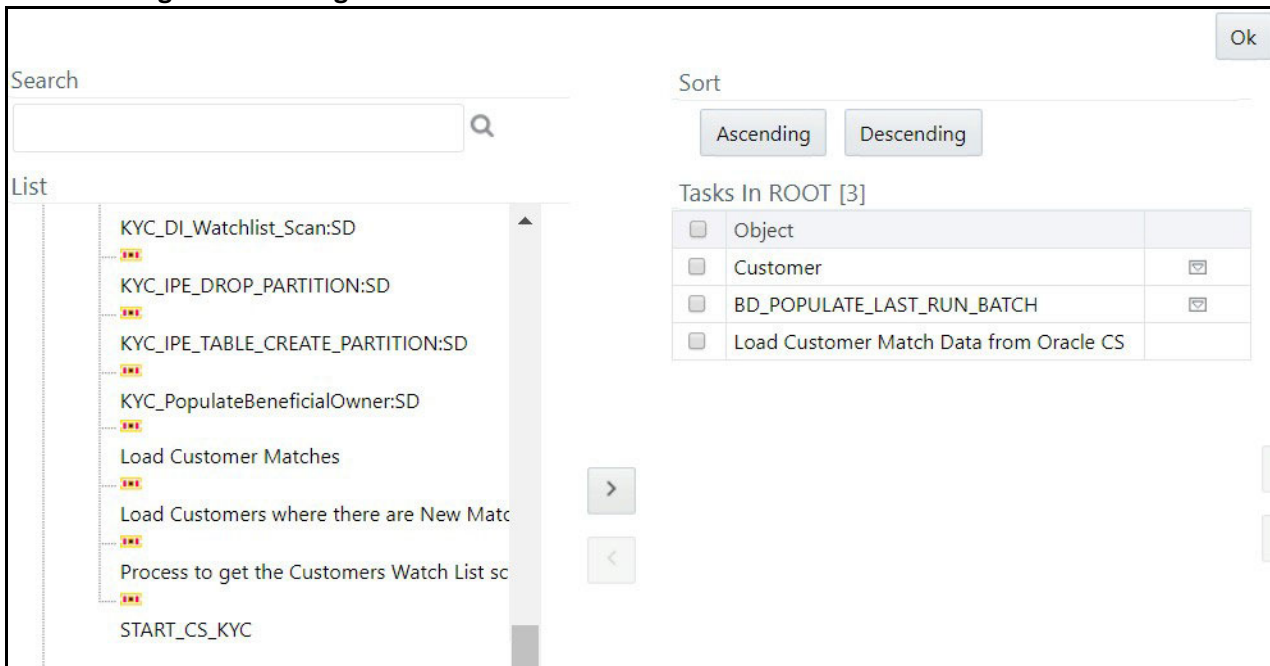 Ok
Search
Sort
Ascending
Descending
List
Tasks In ROOT [3]
KYC_DI_Watchlist_Scan:SD
KYC_IPE_DROP_PARTITION:SD
KYC_IPE_TABLE_CREATE_PARTITION:SD
KYC_PopulateBeneficialOwner:SD
Load Customer Matches
Load Customers where there are New Matc
Process to get the Customers Watch List sc
START_CS_KYC
Object
Customer
BD_POPULATE_LAST_RUN_BATCH
Load Customer Match Data from Oracle CS
>
<